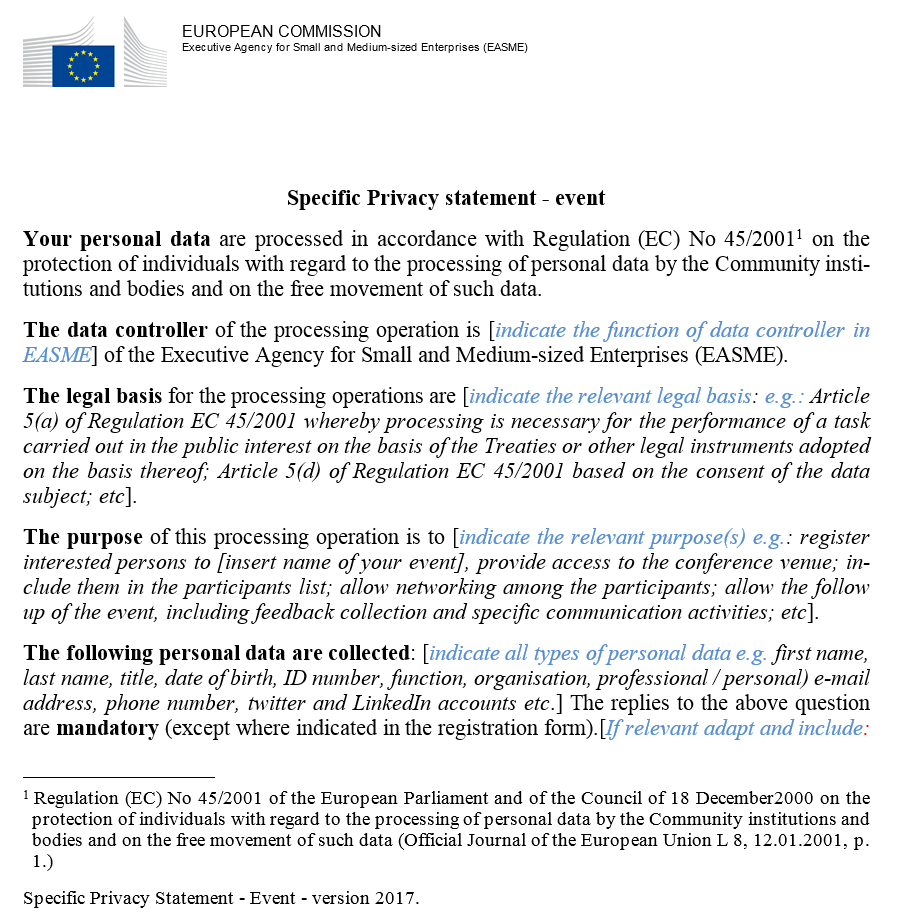 EUROPEAN COMMISSION
Executive Agency for Small and Medium-sized Enterprises (EASME)
Specific Privacy statement - event
Your personal data are processed in accordance with Regulation (EC) No 45/2001¹ on the
protection of individuals with regard to the processing of personal data by the Community insti-
tutions and bodies and on the free movement of such data.
The data controller of the processing operation is [indicate the function of data controller in
EASME] of the Executive Agency for Small and Medium-sized Enterprises (EASME).
The legal basis for the processing operations are [indicate the relevant legal basis: e.g.: Article
5(a) of Regulation EC 45/2001 whereby processing is necessary for the performance of a task
carried out in the public interest on the basis of the Treaties or other legal instruments adopted
on the basis thereof; Article 5(d) of Regulation EC 45/2001 based on the consent of the data
subject; etc].
The purpose of this processing operation is to [indicate the relevant purpose(s) e.g.: register
interested persons to [insert name of your event], provide access to the conference venue; in-
clude them in the participants list; allow networking among the participants; allow the follow
up of the event, including feedback collection and specific communication activities; etc].
The following personal data are collected: [indicate all types of personal data e.g. first name,
last name, title, date of birth, ID number, function, organisation, professional / personal) e-mail
address, phone number, twitter and LinkedIn accounts etc.] The replies to the above question
are mandatory (except where indicated in the registration form).[If relevant adapt and include:
¹ Regulation (EC) No 45/2001 of the European Parliament and of the Council of 18 December2000 on the
protection of individuals with regard to the processing of personal data by the Community institutions and
bodies and on the free movement of such data (Official Journal of the European Union L 8, 12.01.2001, p.
1.)
Specific Privacy Statement - Event - version 2017.